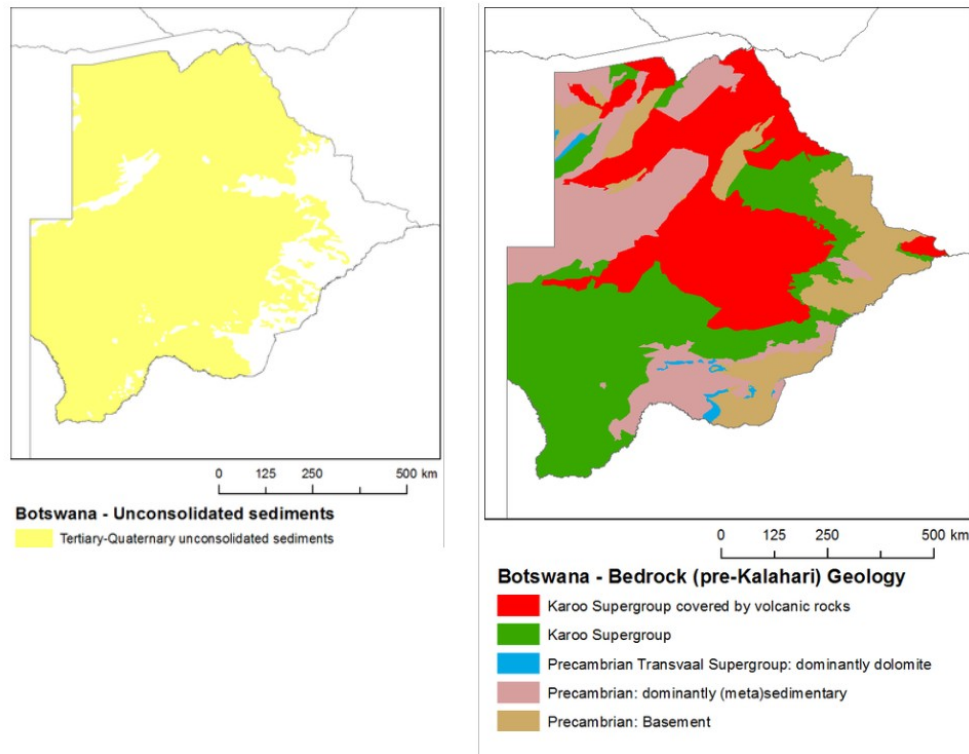 0 125 250 500 km
Botswana - Unconsolidated sediments
Tertiary-Quaternary unconsolidated sediments
0 125 250 500 km
Botswana - Bedrock (pre-Kalahari) Geology
Karoo Supergroup covered by volcanic rocks
Karoo Supergroup
Precambrian Transvaal Supergroup: dominantly dolomite
Precambrian: dominantly (meta)sedimentary
Precambrian: Basement